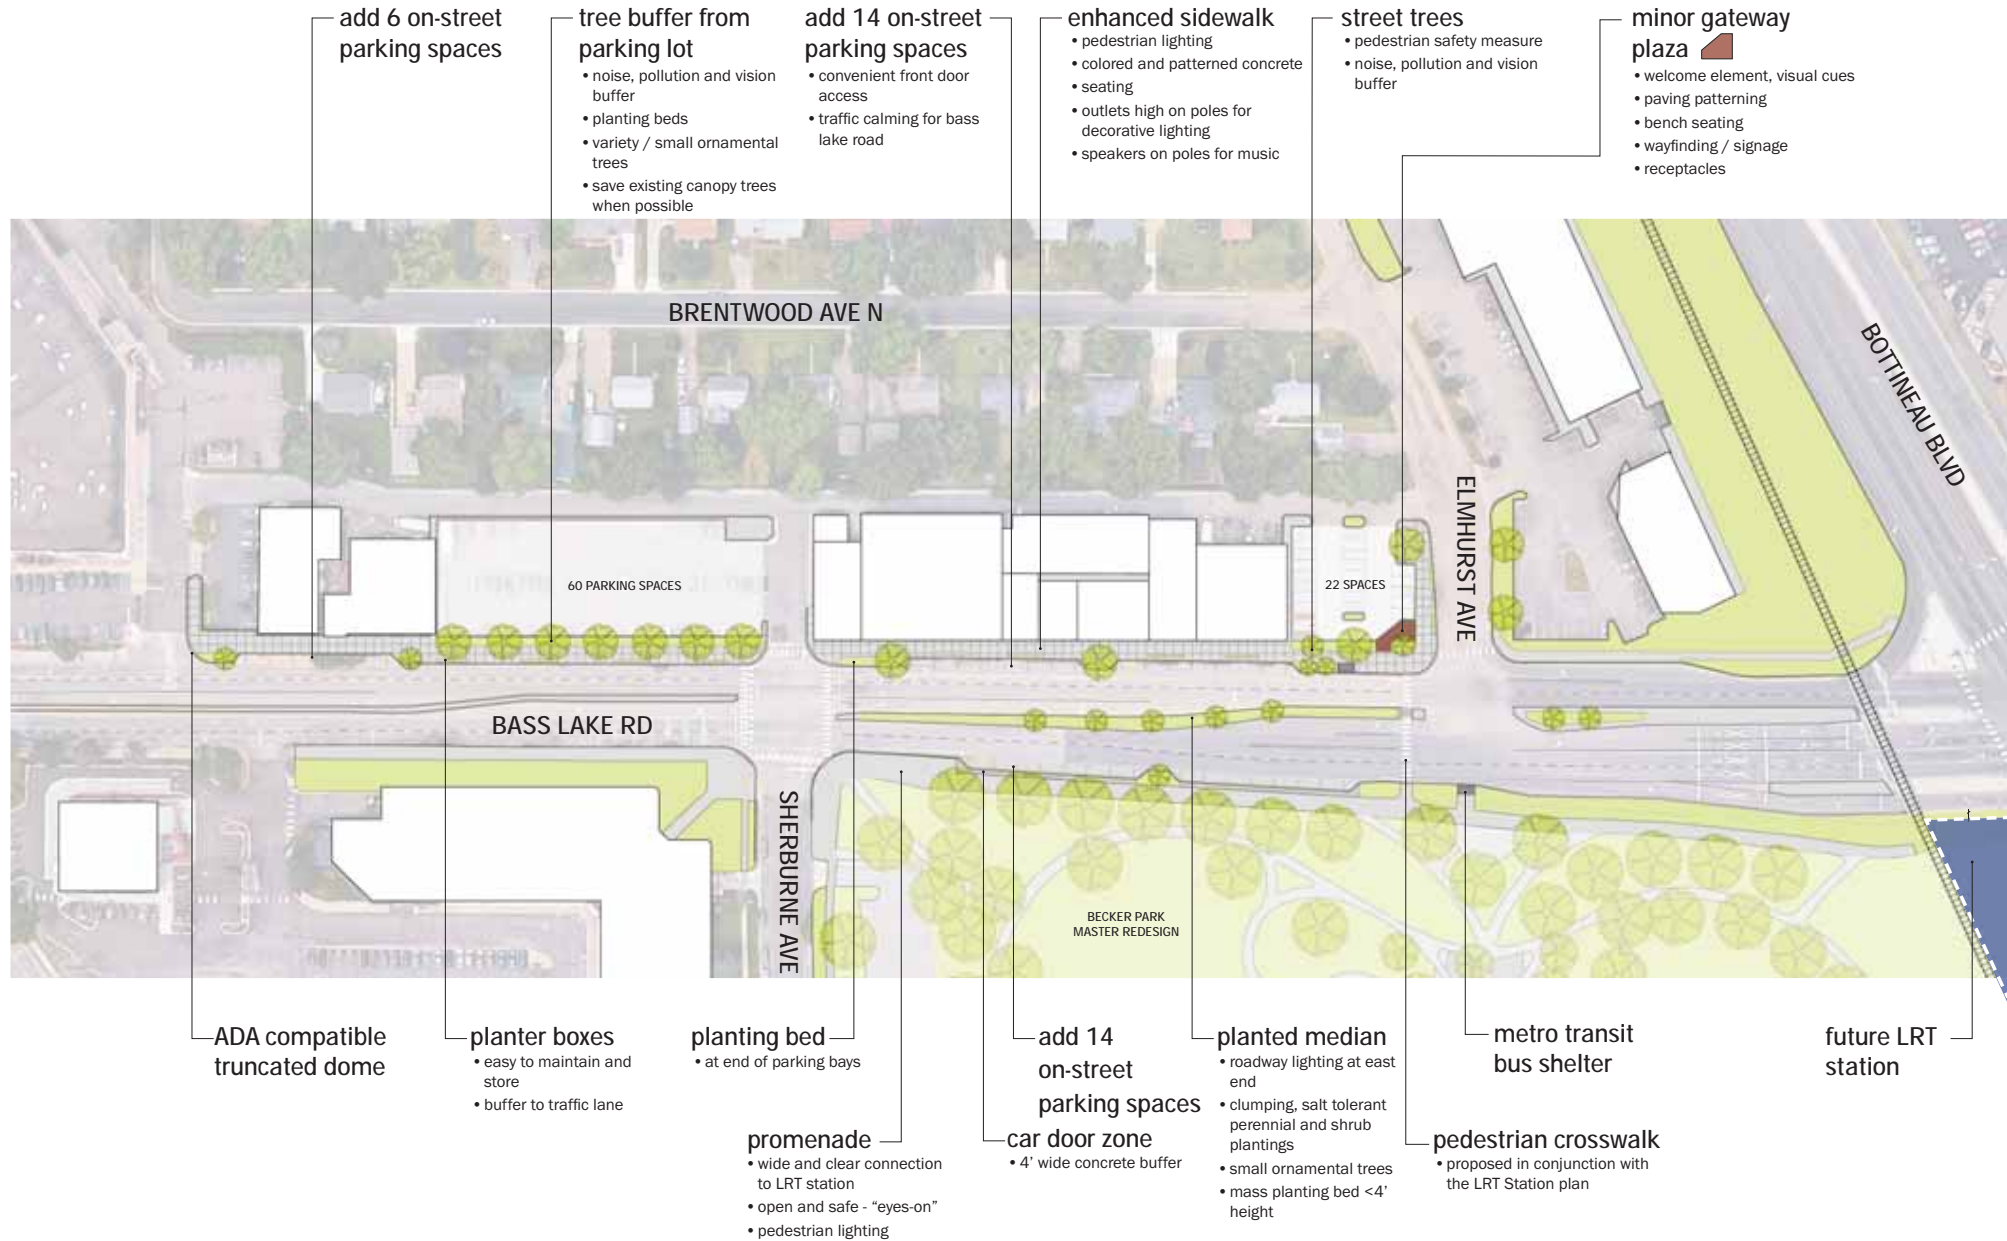 add 6 on-street
parking spaces
tree buffer from
parking lot
• noise, pollution and vision
buffer
• planting beds
• variety / small ornamental
trees
• save existing canopy trees
when possible
add 14 on-street
parking spaces
• convenient front door
access
• traffic calming for bass
lake road
enhanced sidewalk
• pedestrian lighting
• colored and patterned concrete
• seating
• outlets high on poles for
decorative lighting
• speakers on poles for music
street trees
• pedestrian safety measure
• noise, pollution and vision
buffer
minor gateway
plaza
• welcome element, visual cues
• paving patterning
• bench seating
• wayfinding / signage
• receptacles
BRENTWOOD AVE N
BOTTINEAU BLVD
ELMHURST AVE
60 PARKING SPACES
22 SPACES
BASS LAKE RD
SHERBURNE AVE
BECKER PARK
MASTER REDESIGN
ADA compatible
truncated dome
planter boxes
• easy to maintain and
store
• buffer to traffic lane
planting bed
• at end of parking bays
promenade
• wide and clear connection
to LRT station
• open and safe - “eyes-on”
• pedestrian lighting
add 14
on-street
parking spaces
car door zone
• 4’ wide concrete buffer
planted median
• roadway lighting at east
end
• clumping, salt tolerant
perennial and shrub
plantings
• small ornamental trees
• mass planting bed <4’
height
pedestrian crosswalk
• proposed in conjunction with
the LRT Station plan
metro transit
bus shelter
future LRT
station